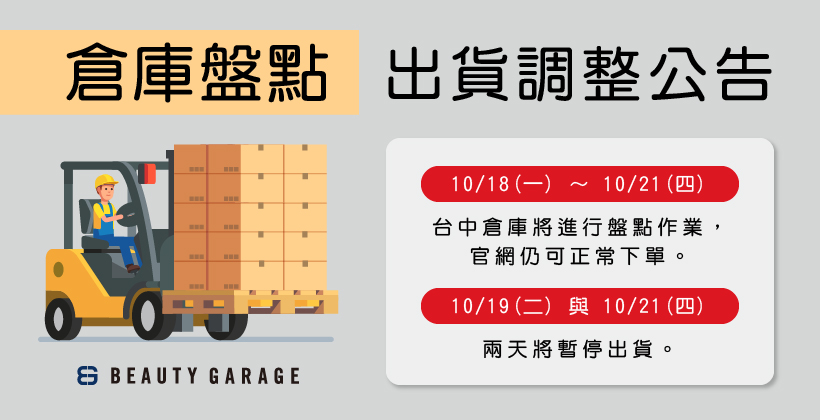 倉庫盤點 出貨調整公告
10/18(一) ～ 10/21(四)
台中倉庫將進行盤點作業，
官網仍可正常下單。
10/19(二) 與 10/21(四)
兩天將暫停出貨。
BEAUTY GARAGE